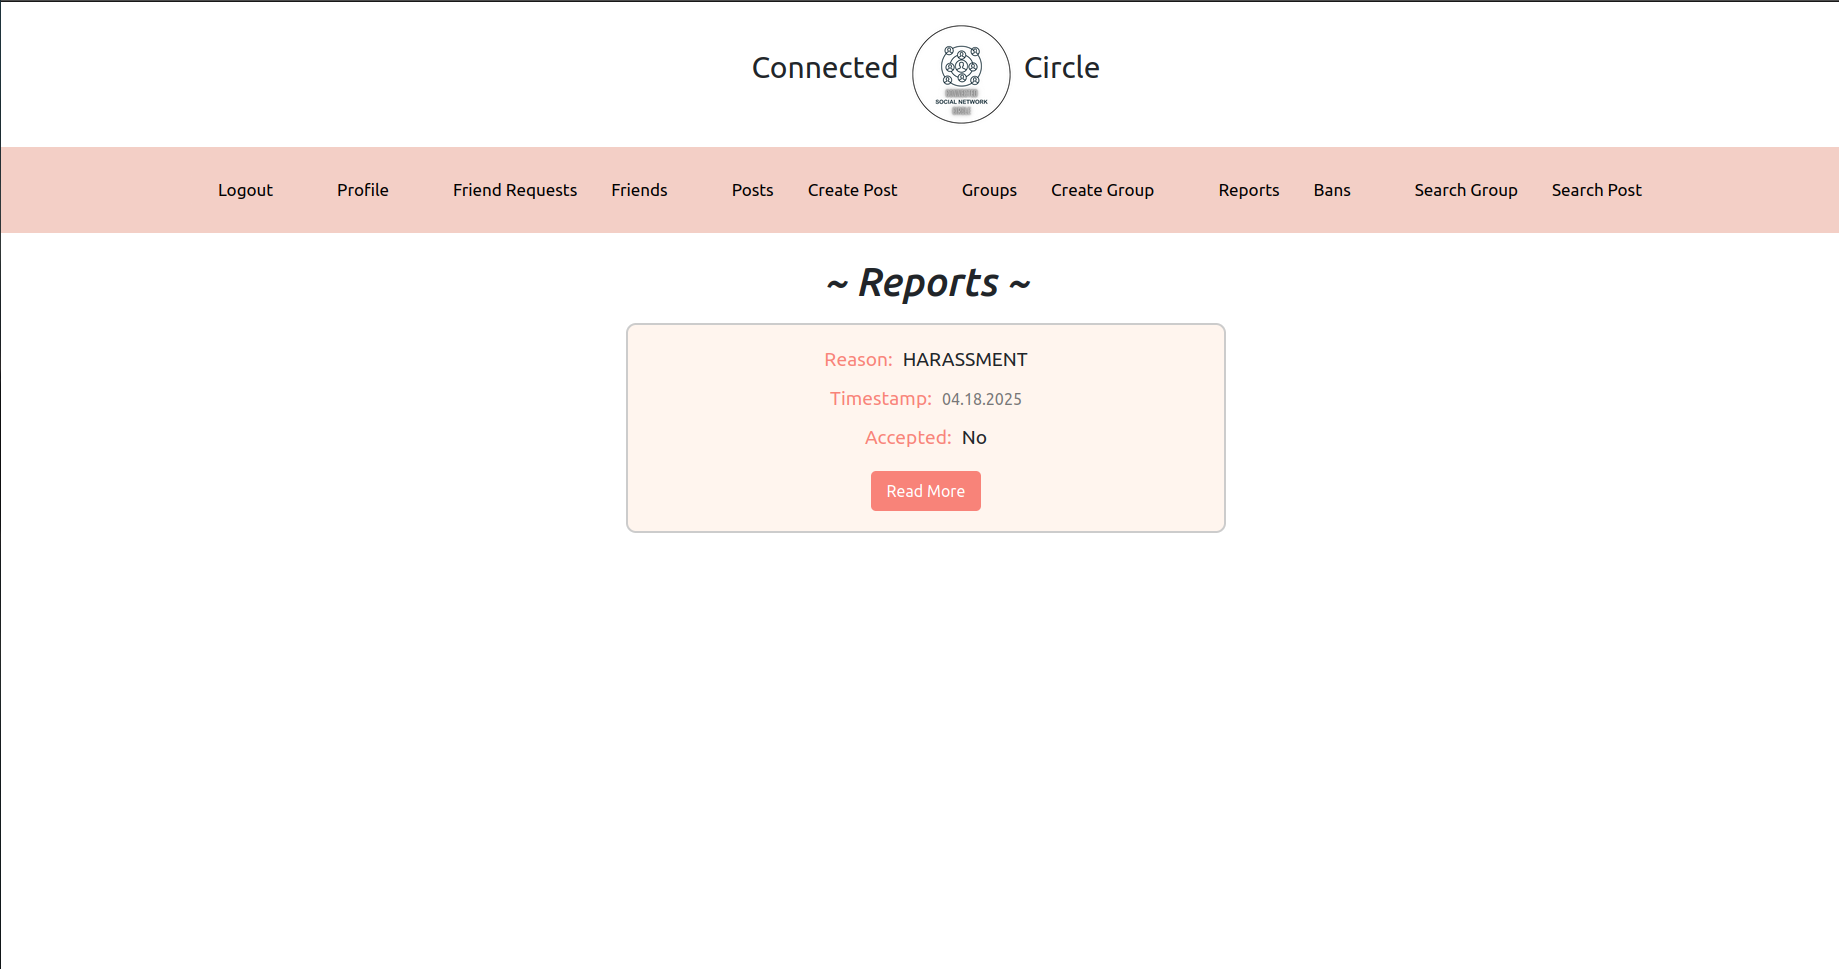 Connected Circle
SOCIAL NETWORK
Logout Profile Friend Requests Friends Posts Create Post Groups Create Group Reports Bans Search Group Search Post
~ Reports ~
Reason: HARASSMENT
Timestamp: 04.18.2025
Accepted: No
Read More